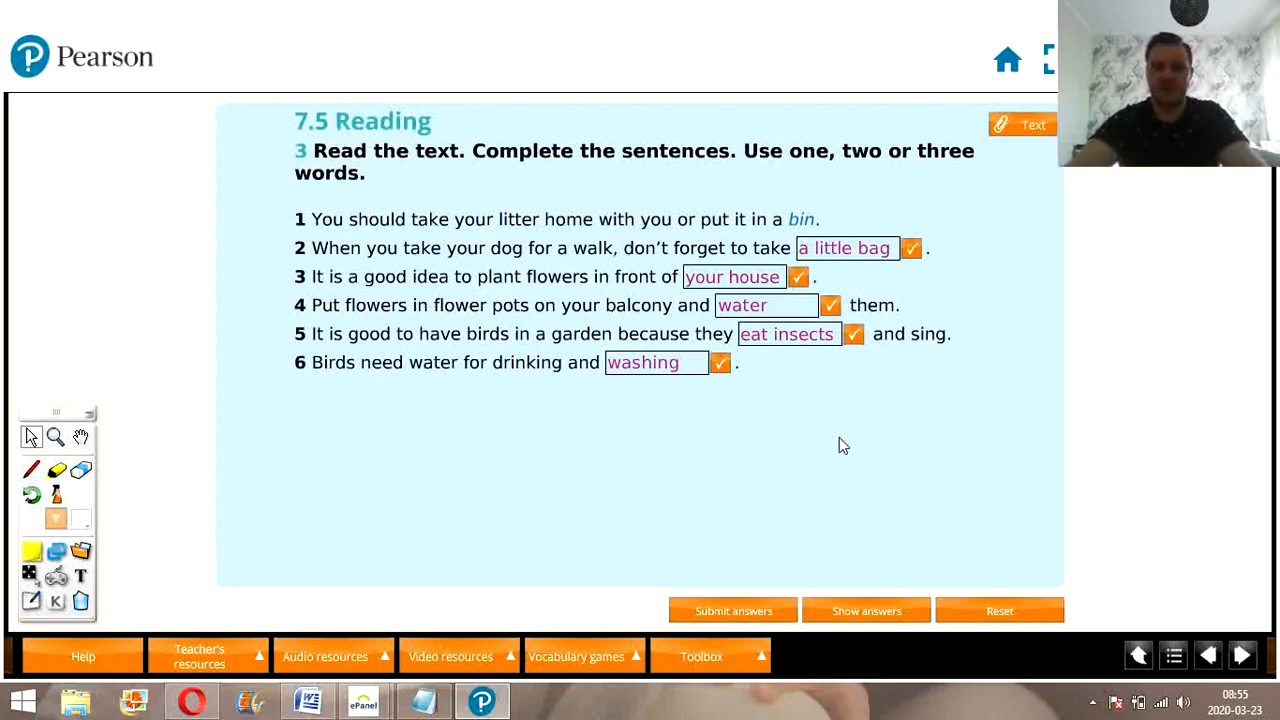 Pearson
7.5 Reading
Text
3 Read the text. Complete the sentences. Use one, two or three
words.
1 You should take your litter home with you or put it in a bin.
2 When you take your dog for a walk, don't forget to take a little bag .
3 It is a good idea to plant flowers in front of your house .
4 Put flowers in flower pots on your balcony and water them.
5 It is good to have birds in a garden because they eat insects and sing.
6 Birds need water for drinking and washing .
T
K
Submit answers
Show answers
Reset
Help
Teacher's
resources
Audio resources
Video resources
Vocabulary games
Toolbox
ePanel
08:55
2020-03-23